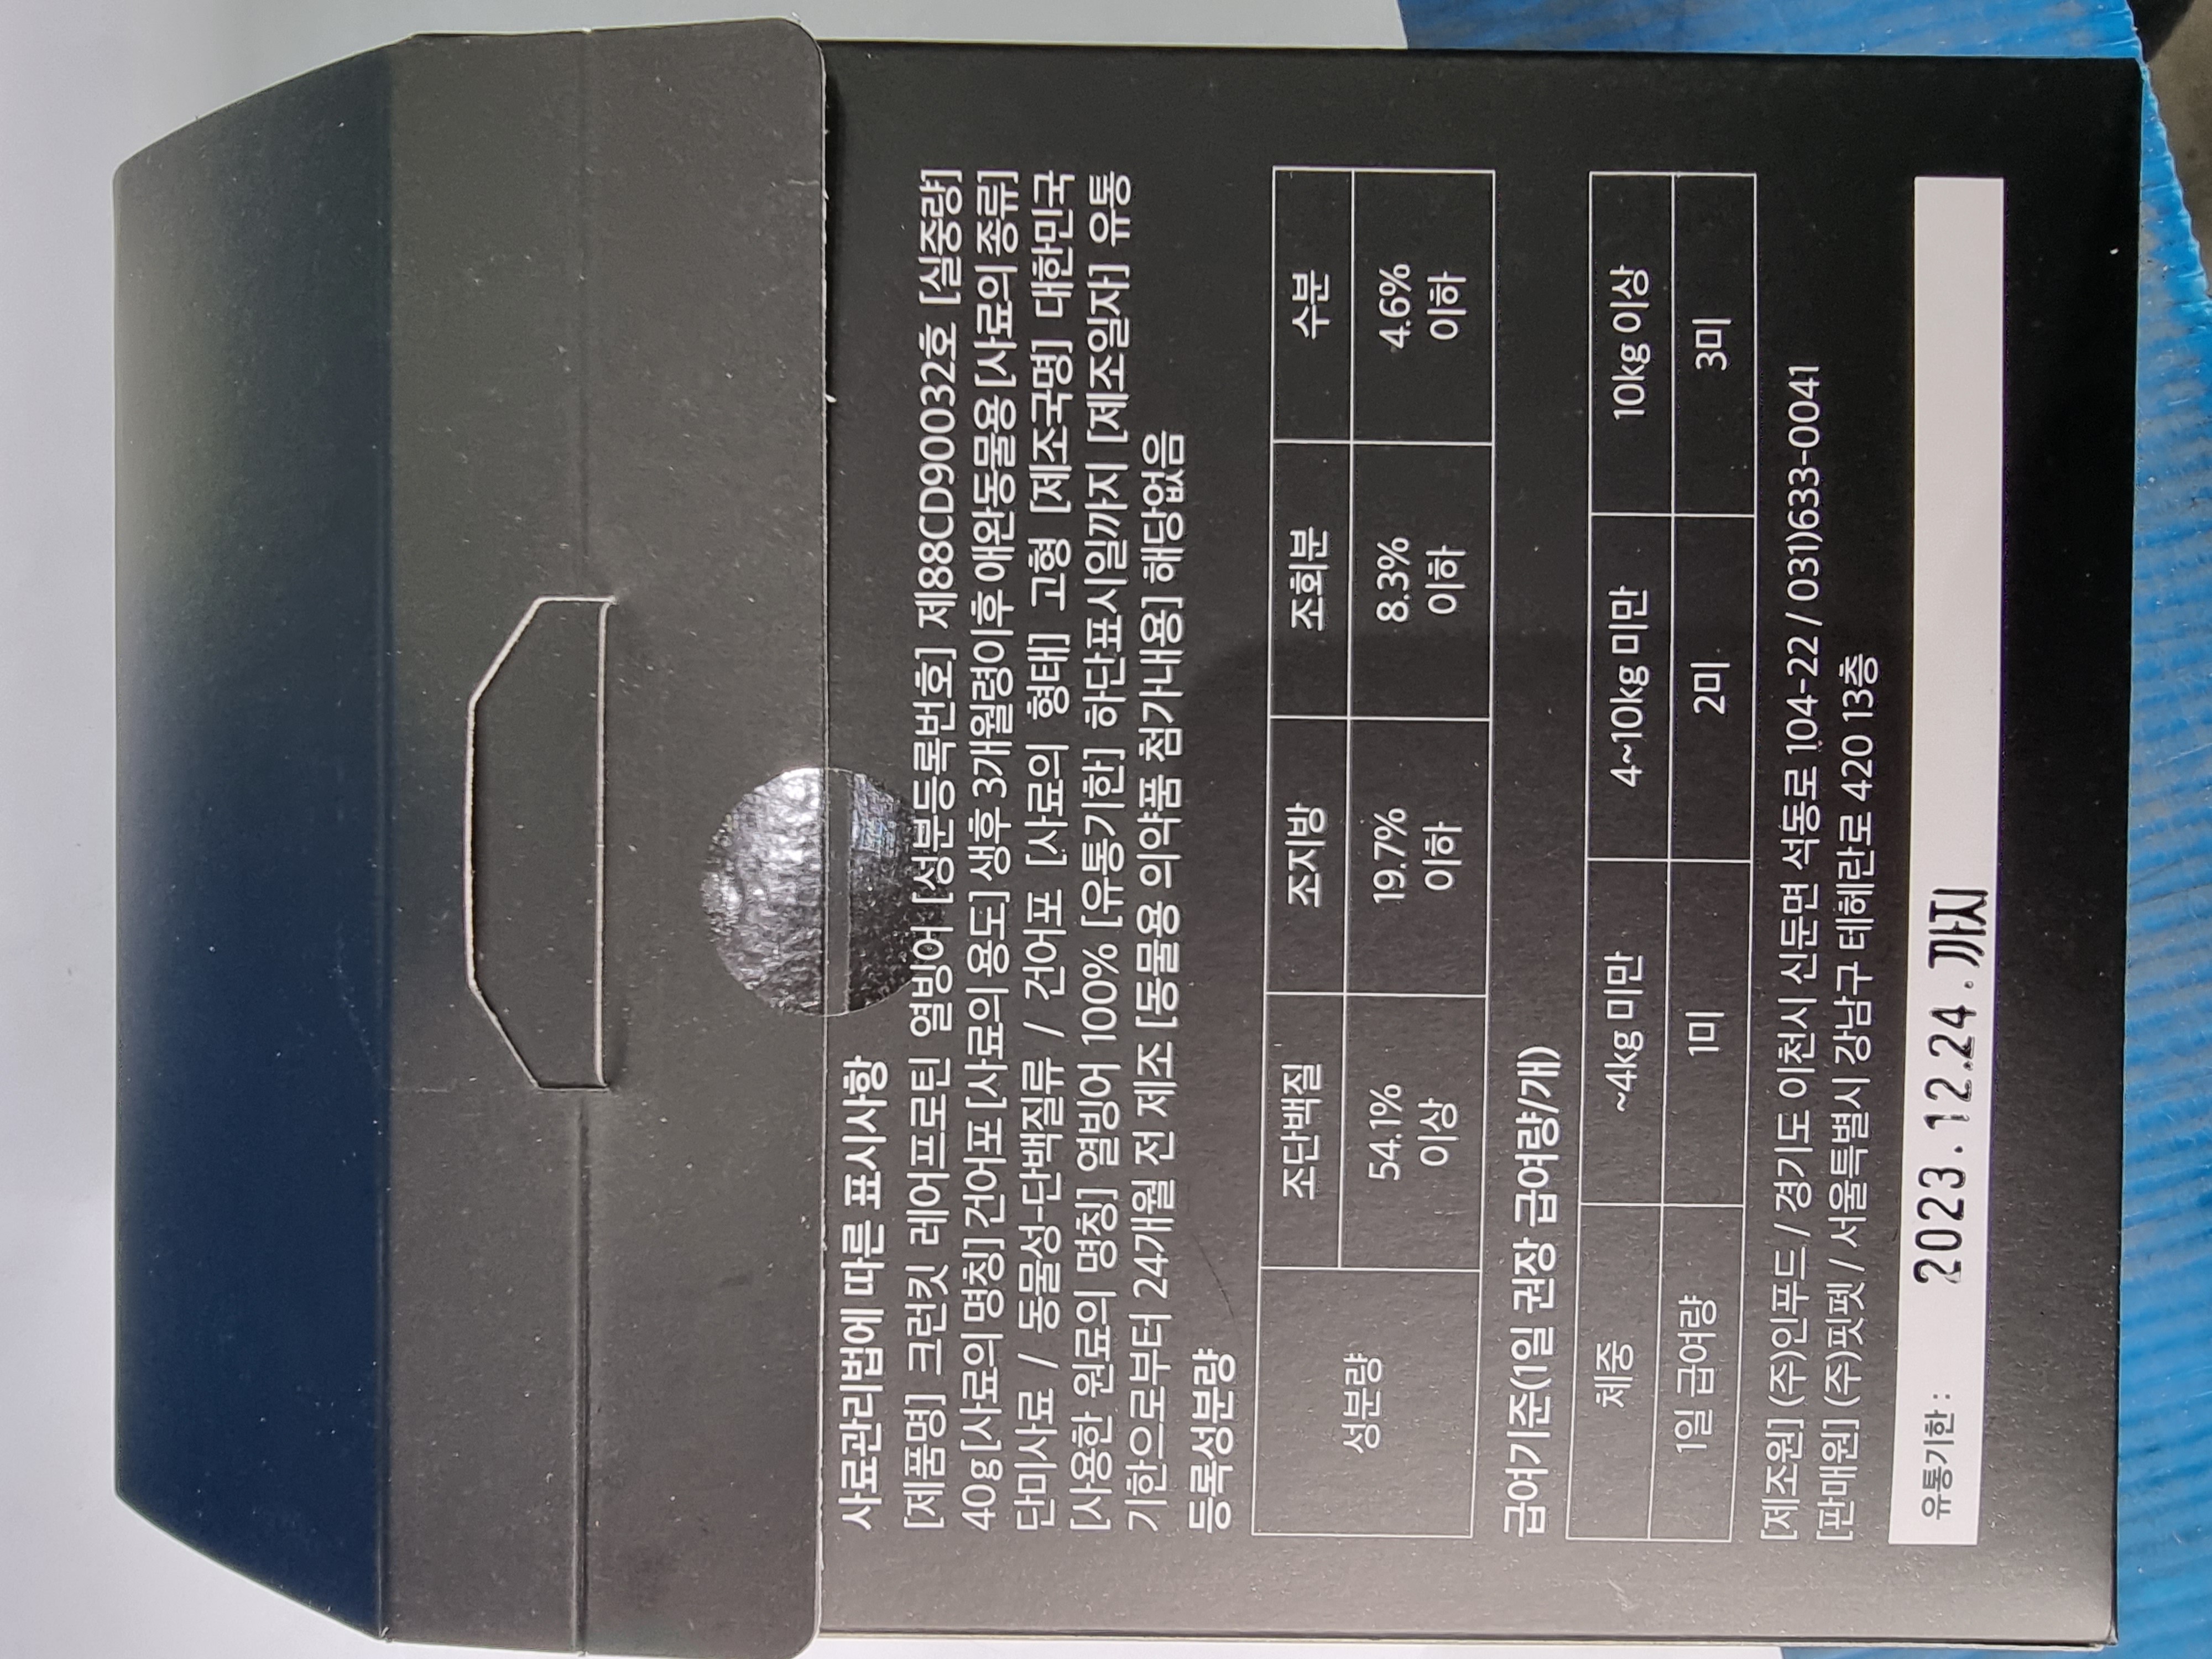 사료관리법에 따른 표시사항
[제품명] 크런킷 레어프로틴 열빙어 [성분등록번호] 제88CD90032호 [실중량]
40g [사료의 명칭] 건어포 [사료의 용도] 생후 3개월령이후 애완동물용 [사료의 종류]
단미사료 / 동물성-단백질류 / 건어포 [사료의 형태] 고형 [제조국명] 대한민국
[사용한 원료의 명칭] 열빙어 100% [유통기한] 하단표시일까지 [제조일자] 유통
기한으로부터 24개월 전 제조 [동물용 의약품 첨가내용] 해당없음
등록성분량
성분량 조단백질 조지방 조회분 수분
54.1% 19.7% 8.3% 4.6%
이상 이하 이하 이하
급여기준(1일 권장 급여량/개)
체중 ~4kg 미만 4~10kg 미만 10kg 이상
1일 급여량 1미 2미 3미
[제조원] (주)인푸드 / 경기도 이천시 신둔면 석동로 104-22 / 031)633-0041
[판매원] (주)핏펫 / 서울특별시 강남구 테헤란로 420 13층
유통기한 : 2023.12.24.까지